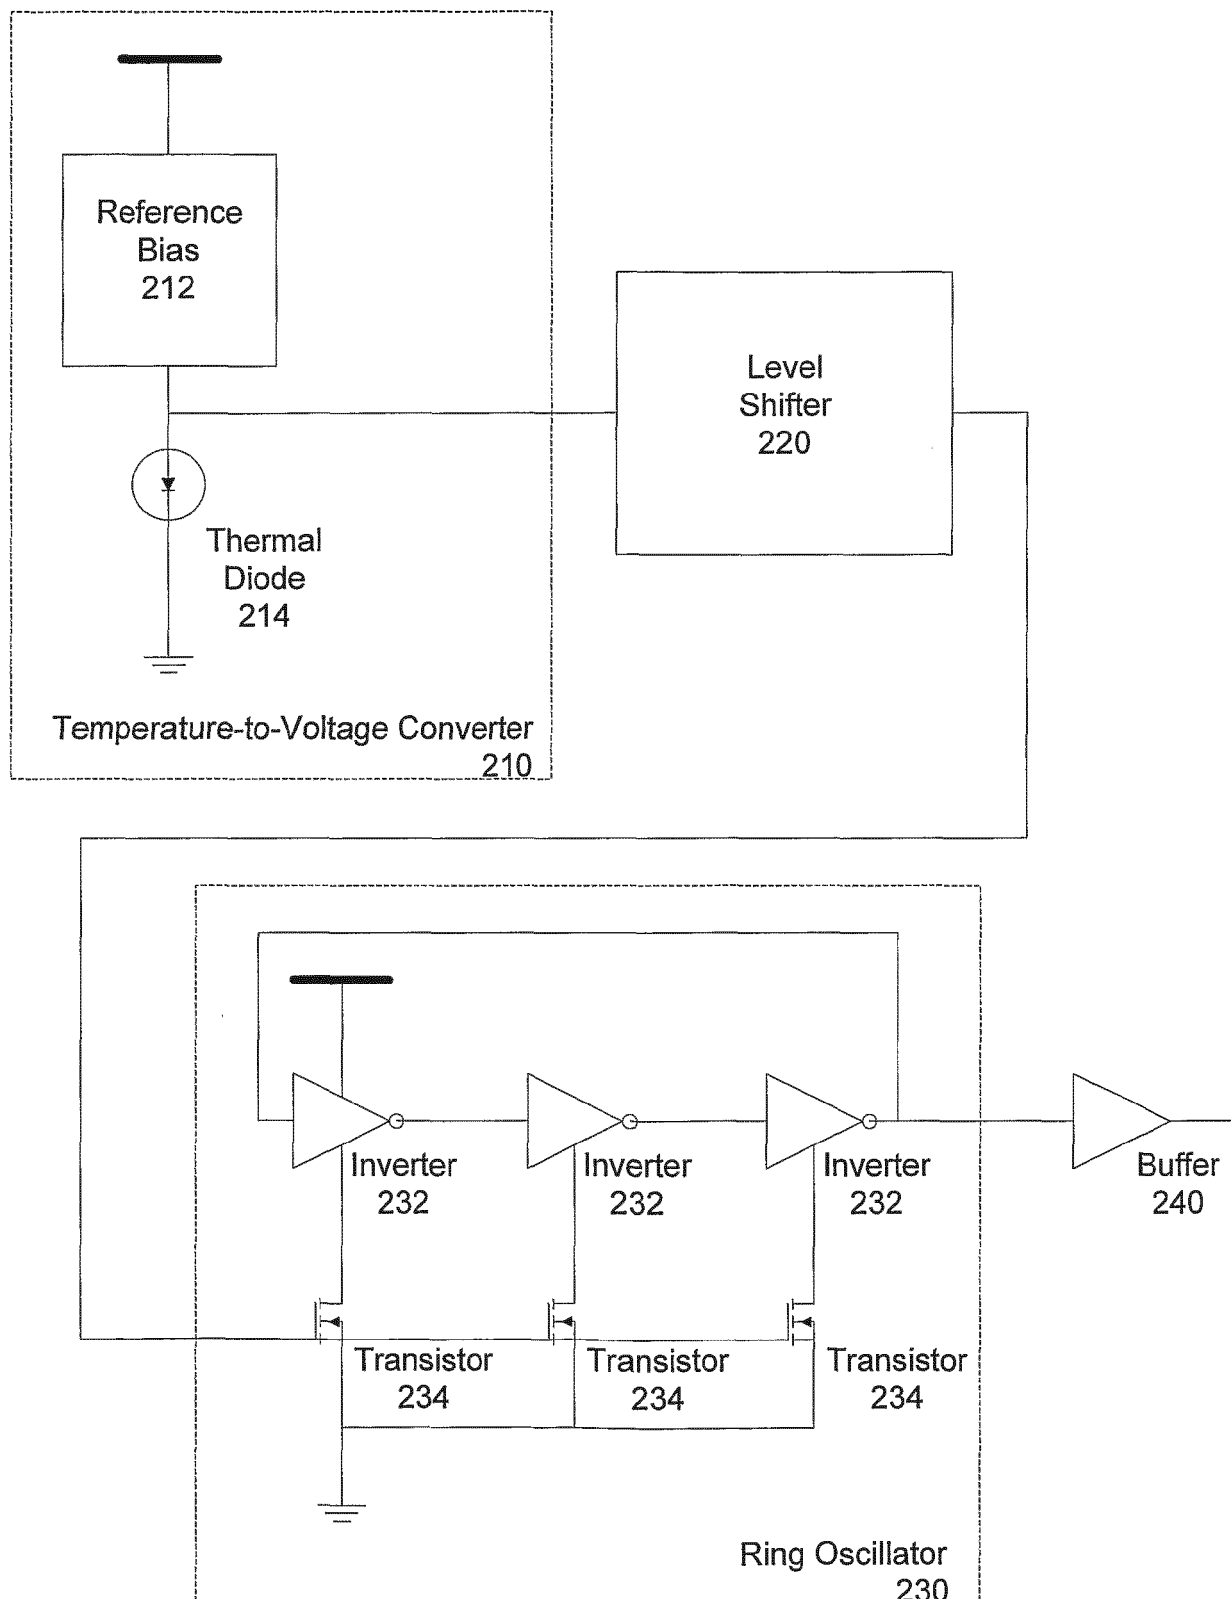 Reference
Bias
212
Level
Shifter
220
Thermal
Diode
214
Temperature-to-Voltage Converter
210
Inverter
232
Inverter
232
Inverter
232
Buffer
240
Transistor
234
Transistor
234
Transistor
234
Ring Oscillator
230